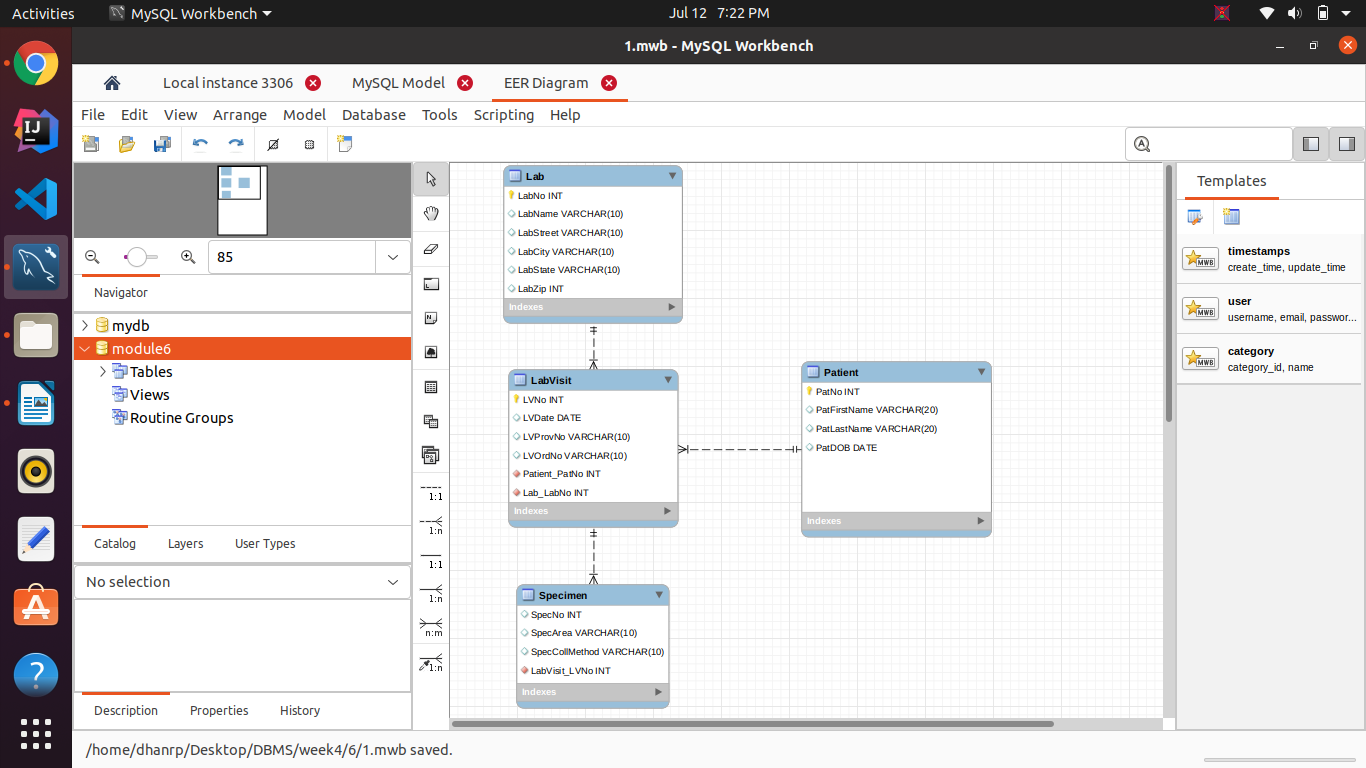 Activities MySQL Workbench Jul 12 7:22 PM
1.mwb - MySQL Workbench
Local instance 3306 MySQL Model EER Diagram
File Edit View Arrange Model Database Tools Scripting Help
85
Navigator
mydb
module6
Tables
Views
Routine Groups
Catalog Layers User Types
No selection
Description Properties History
1:1
1:n
1:1
1:n
n:m
1:n
Lab
LabNo INT
LabName VARCHAR(10)
LabStreet VARCHAR(10)
LabCity VARCHAR(10)
LabState VARCHAR(10)
LabZip INT
Indexes
LabVisit
LVNo INT
LVDate DATE
LVProvNo VARCHAR(10)
LVOrdNo VARCHAR(10)
Patient_PatNo INT
Lab_LabNo INT
Indexes
Patient
PatNo INT
PatFirstName VARCHAR(20)
PatLastName VARCHAR(20)
PatDOB DATE
Indexes
Specimen
SpecNo INT
SpecArea VARCHAR(10)
SpecCollMethod VARCHAR(10)
LabVisit_LVNo INT
Indexes
Templates
MWB
timestamps
create_time, update_time
MWB
user
username, email, passwor...
MWB
category
category_id, name
/home/dhanrp/Desktop/DBMS/week4/6/1.mwb saved.